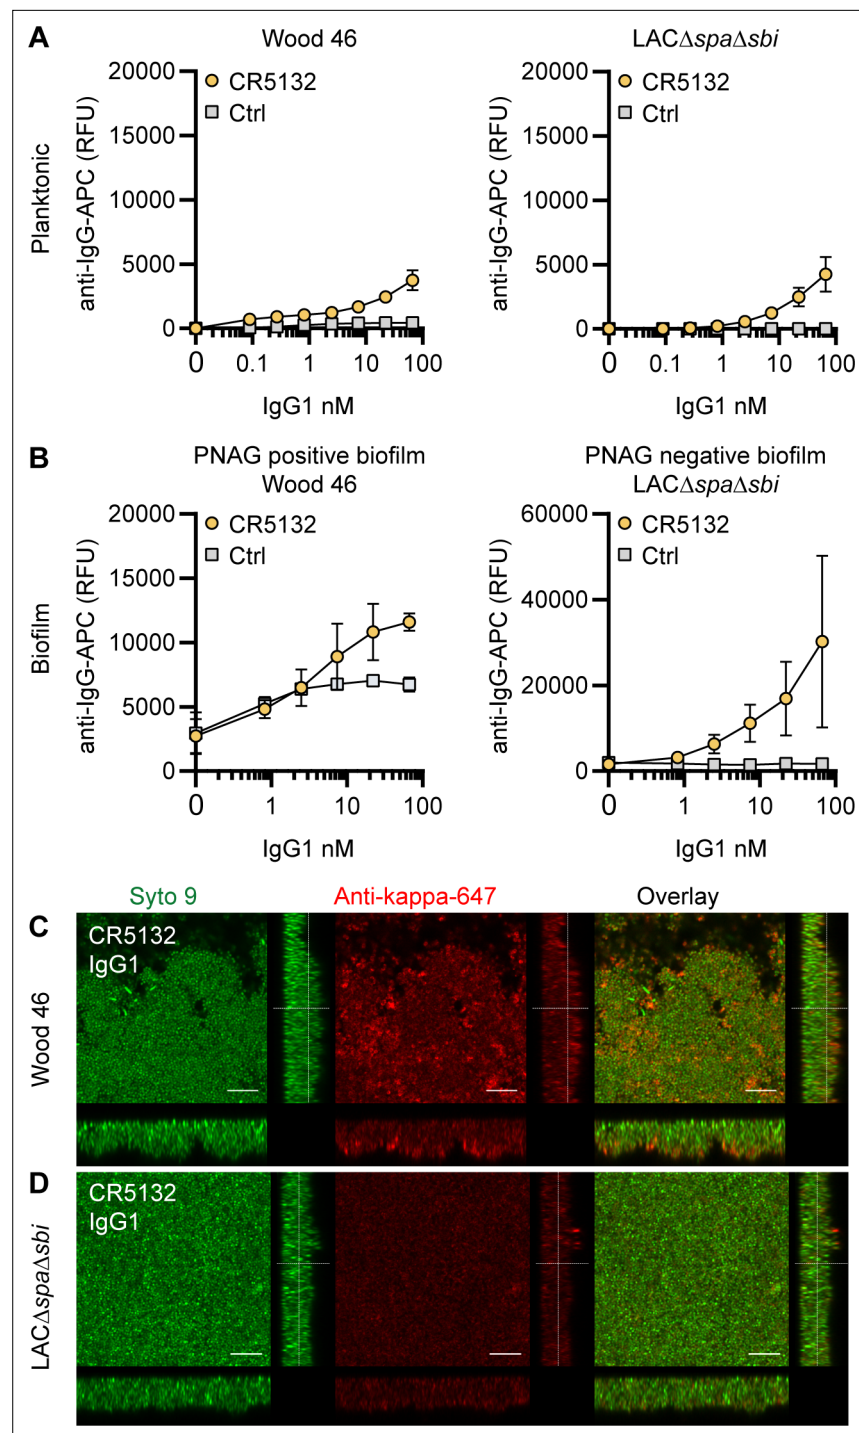 A
Wood 46
LACΔspaΔsbi
Planktonic
anti-IgG-APC (RFU)
20000
15000
10000
5000
0
CR5132
Ctrl
0
0.1
1
10
100
IgG1 nM
anti-IgG-APC (RFU)
20000
15000
10000
5000
0
CR5132
Ctrl
0
0.1
1
10
100
IgG1 nM
B
PNAG positive biofilm
Wood 46
PNAG negative biofilm
LACΔspaΔsbi
Biofilm
anti-IgG-APC (RFU)
20000
15000
10000
5000
0
CR5132
Ctrl
0
1
10
100
IgG1 nM
anti-IgG-APC (RFU)
60000
40000
20000
0
CR5132
Ctrl
0
1
10
100
IgG1 nM
Syto 9
Anti-kappa-647
Overlay
C
Wood 46
CR5132
IgG1
D
LACΔspaΔsbi
CR5132
IgG1